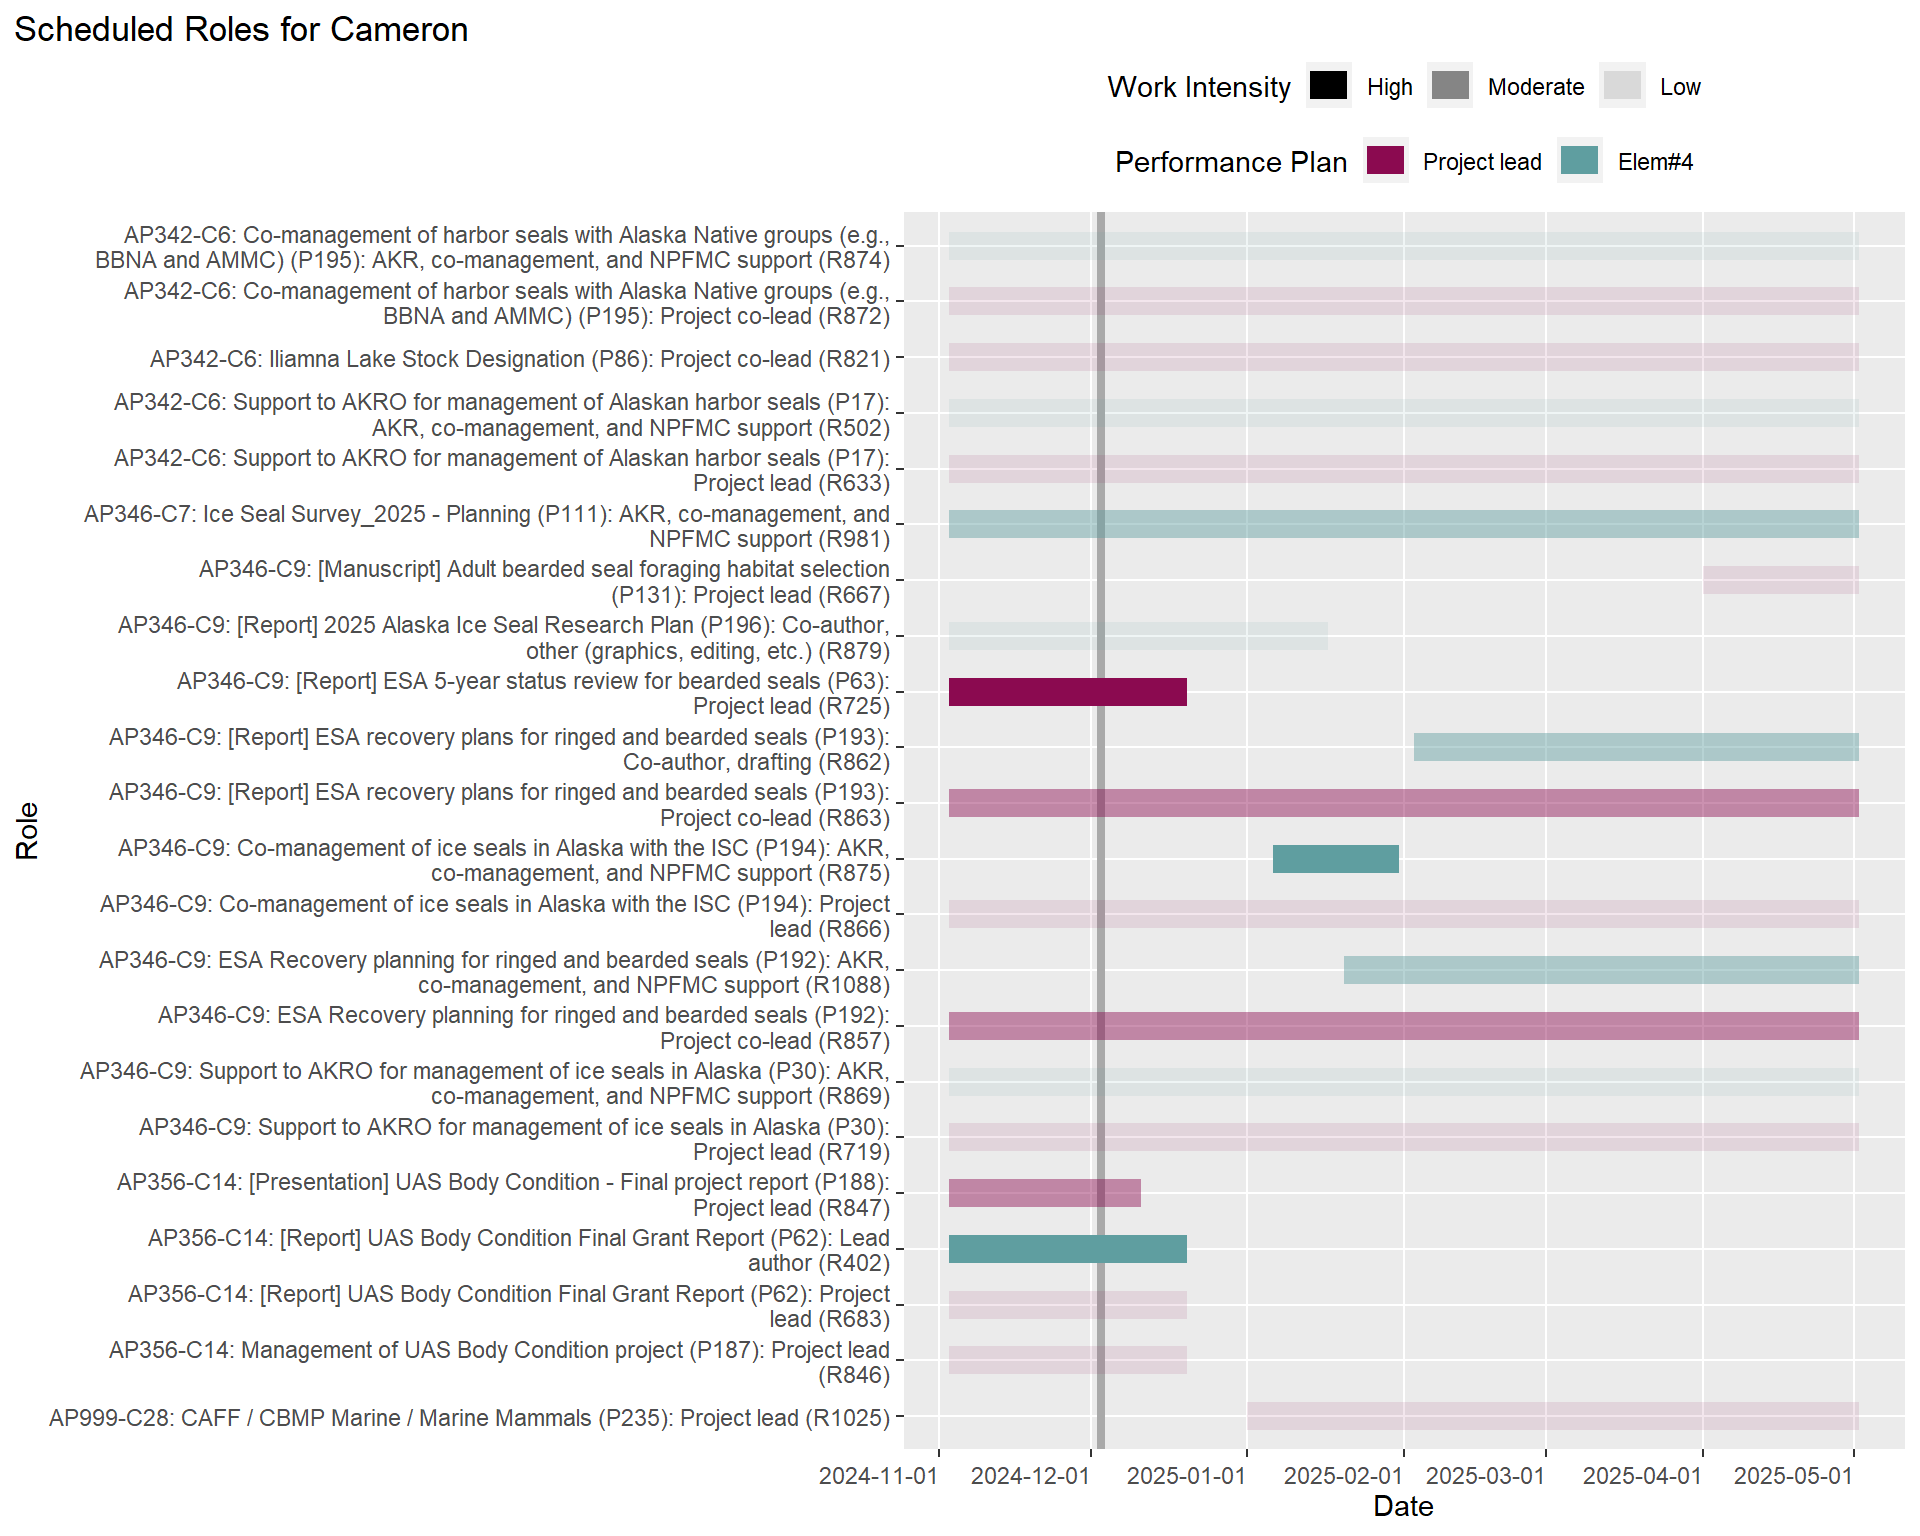 Scheduled Roles for Cameron
Work Intensity High Moderate Low
Performance Plan Project lead Elem#4
AP342-C6: Co-management of harbor seals with Alaska Native groups (e.g.,
BBNA and AMMC) (P195): AKR, co-management, and NPFMC support (R874)
AP342-C6: Co-management of harbor seals with Alaska Native groups (e.g.,
BBNA and AMMC) (P195): Project co-lead (R872)
AP342-C6: Iliamna Lake Stock Designation (P86): Project co-lead (R821)
AP342-C6: Support to AKRO for management of Alaskan harbor seals (P17):
AKR, co-management, and NPFMC support (R502)
AP342-C6: Support to AKRO for management of Alaskan harbor seals (P17):
Project lead (R633)
AP346-C7: Ice Seal Survey_2025 - Planning (P111): AKR, co-management, and
NPFMC support (R981)
AP346-C9: [Manuscript] Adult bearded seal foraging habitat selection
(P131): Project lead (R667)
AP346-C9: [Report] 2025 Alaska Ice Seal Research Plan (P196): Co-author,
other (graphics, editing, etc.) (R879)
AP346-C9: [Report] ESA 5-year status review for bearded seals (P63):
Project lead (R725)
AP346-C9: [Report] ESA recovery plans for ringed and bearded seals (P193):
Co-author, drafting (R862)
AP346-C9: [Report] ESA recovery plans for ringed and bearded seals (P193):
Project co-lead (R863)
AP346-C9: Co-management of ice seals in Alaska with the ISC (P194): AKR,
co-management, and NPFMC support (R875)
AP346-C9: Co-management of ice seals in Alaska with the ISC (P194): Project
lead (R866)
AP346-C9: ESA Recovery planning for ringed and bearded seals (P192): AKR,
co-management, and NPFMC support (R1088)
AP346-C9: ESA Recovery planning for ringed and bearded seals (P192):
Project co-lead (R857)
AP346-C9: Support to AKRO for management of ice seals in Alaska (P30): AKR,
co-management, and NPFMC support (R869)
AP346-C9: Support to AKRO for management of ice seals in Alaska (P30):
Project lead (R719)
AP356-C14: [Presentation] UAS Body Condition - Final project report (P188):
Project lead (R847)
AP356-C14: [Report] UAS Body Condition Final Grant Report (P62): Lead
author (R402)
AP356-C14: [Report] UAS Body Condition Final Grant Report (P62): Project
lead (R683)
AP356-C14: Management of UAS Body Condition project (P187): Project lead
(R846)
AP999-C28: CAFF / CBMP Marine / Marine Mammals (P235): Project lead (R1025)
Role
2024-11-01 2024-12-01 2025-01-01 2025-02-01 2025-03-01 2025-04-01 2025-05-01
Date